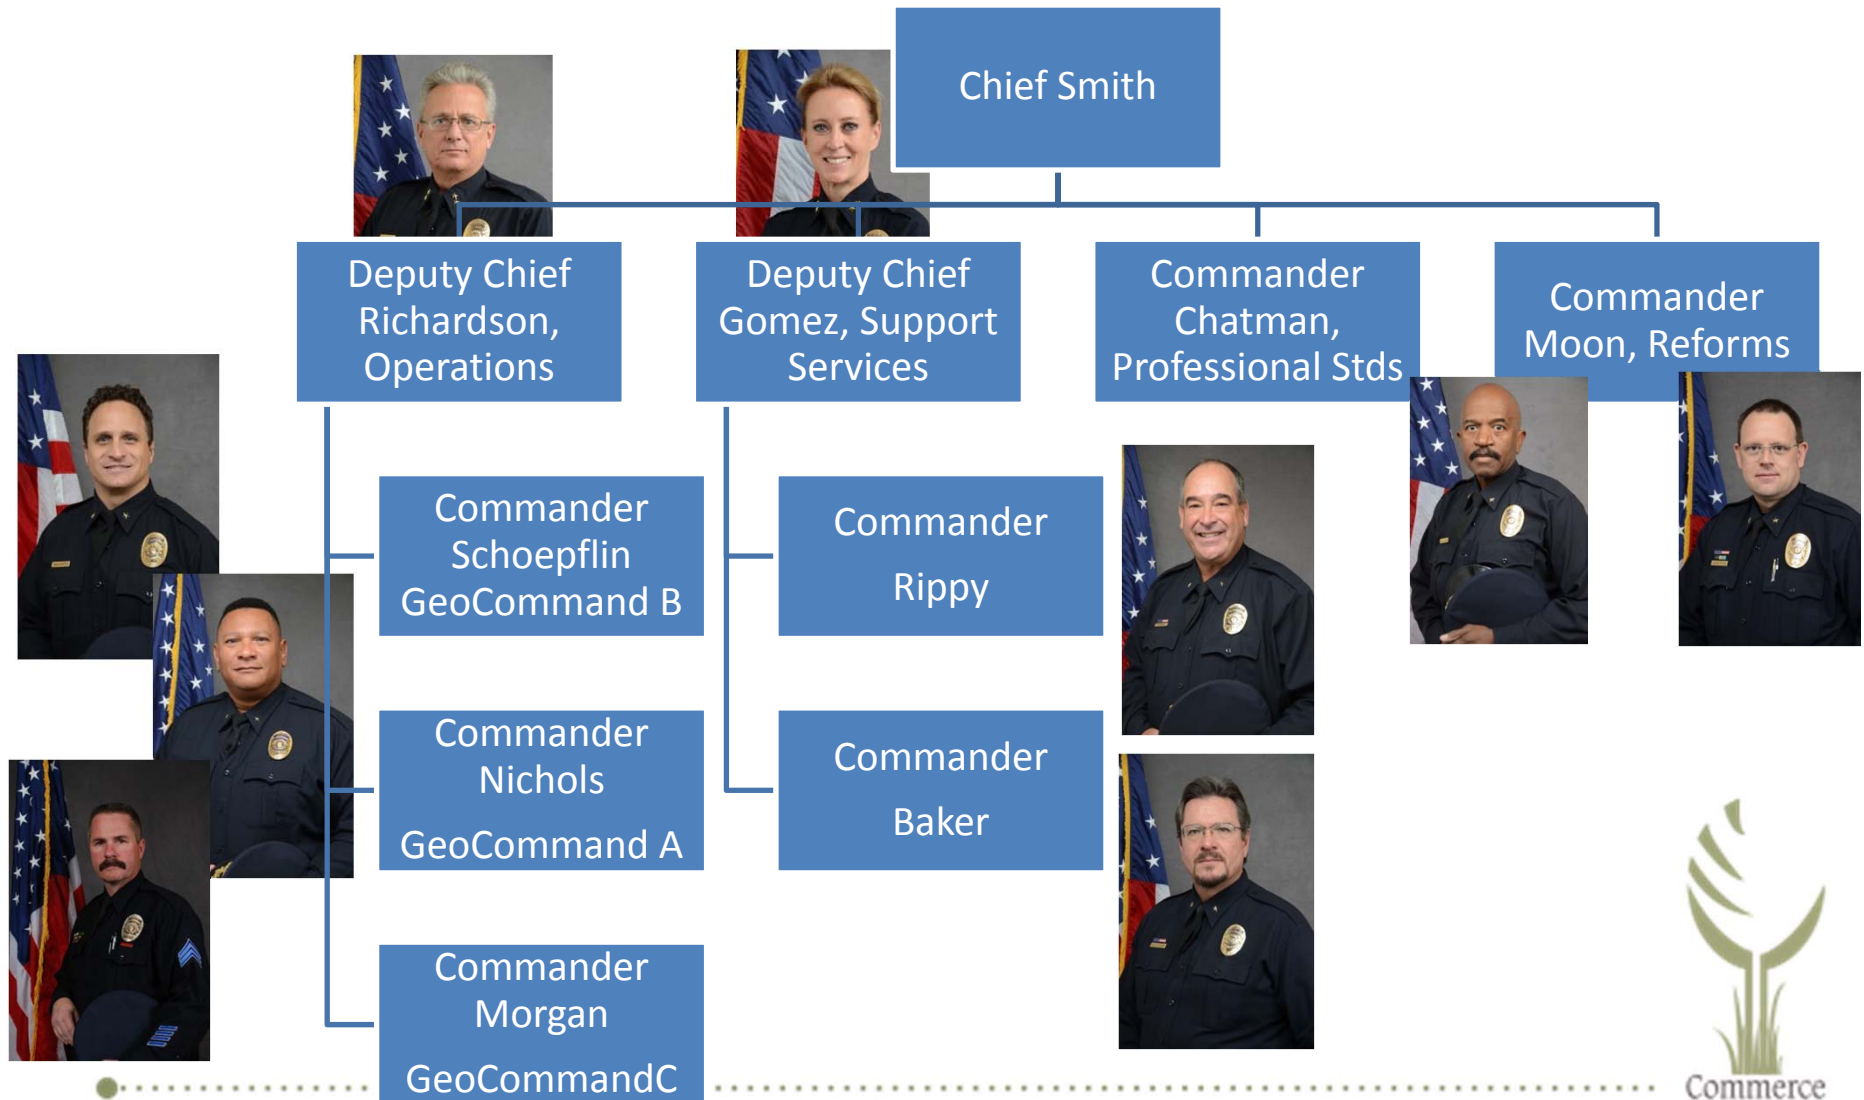 Chief Smith
Deputy Chief
Richardson,
Operations
Deputy Chief
Gomez, Support
Services
Commander
Chatman,
Professional Stds
Commander
Moon, Reforms
Commander
Schoepflin
GeoCommand B
Commander
Rippy
Commander
Nichols
GeoCommand A
Commander
Baker
Commander
Morgan
GeoCommandC
Commerce